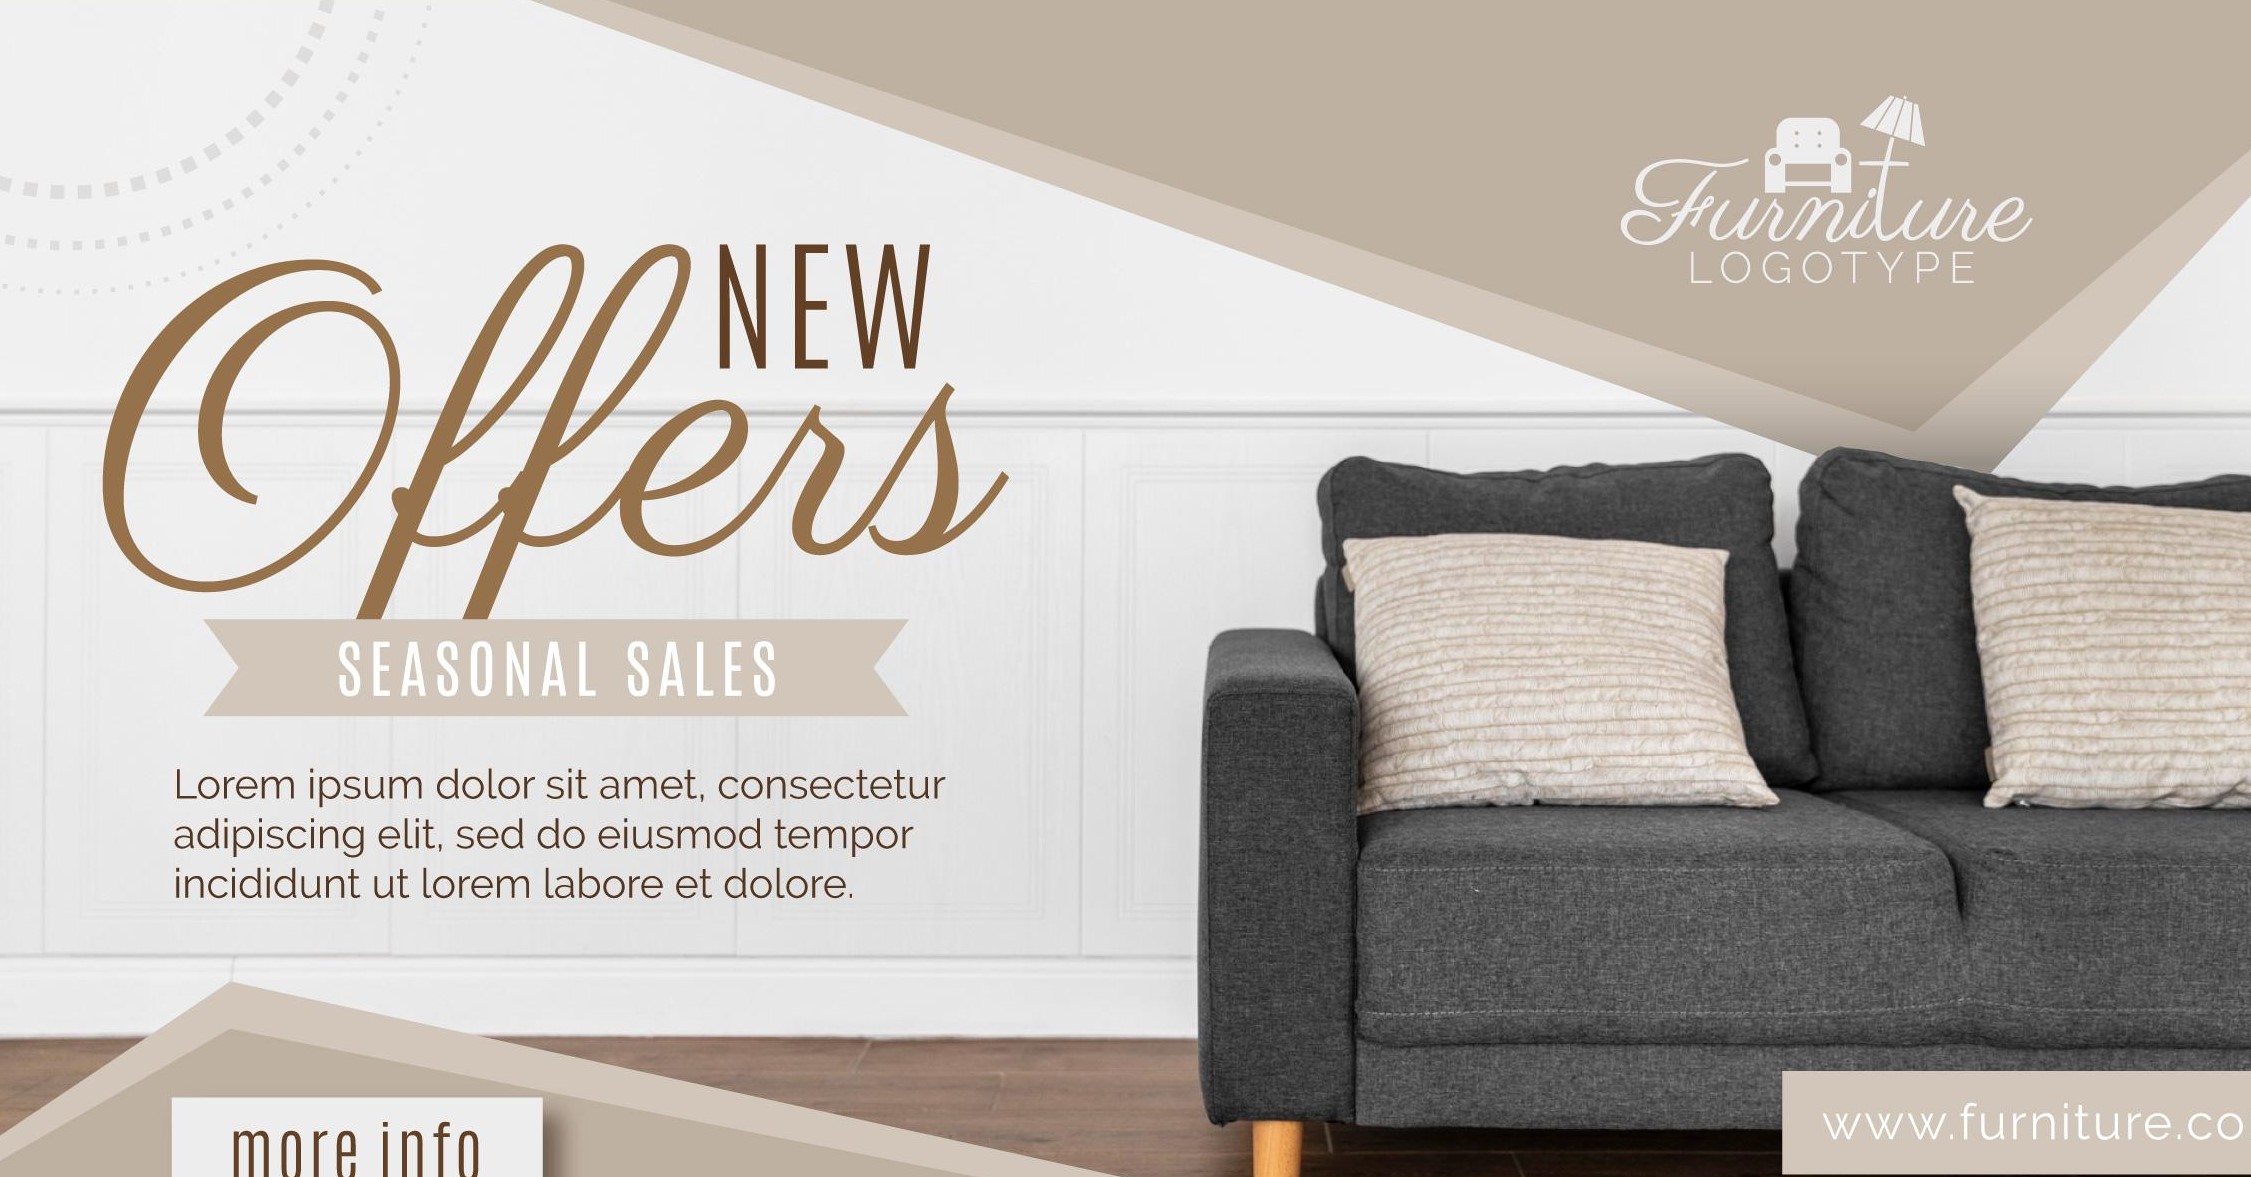 Furniture
LOGOTYPE
NEW
Offers
SEASONAL SALES
Lorem ipsum dolor sit amet, consectetur
adipiscing elit, sed do eiusmod tempor
incididunt ut lorem labore et dolore.
more info
www.furniture.co